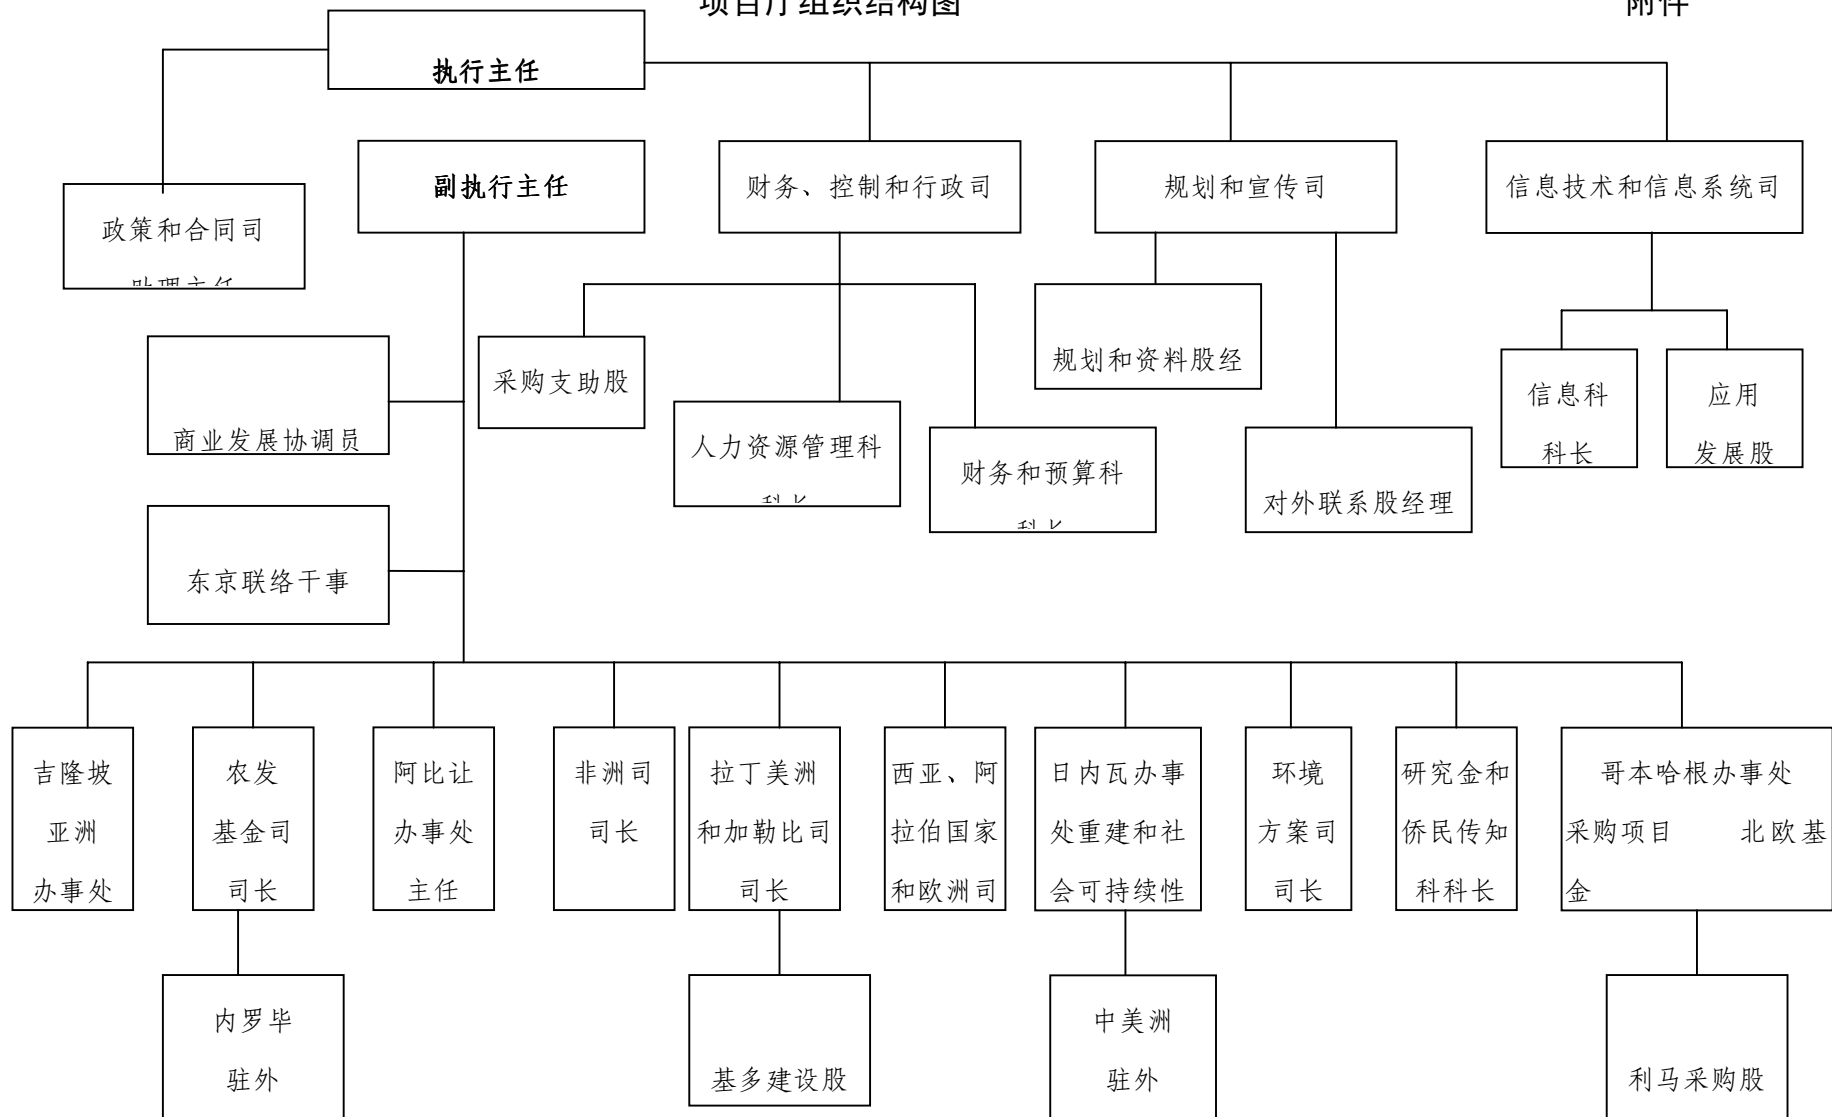 项目厅组织结构图
附件
执行主任
政策和合同司
助理主任
副执行主任
财务、控制和行政司
规划和宣传司
信息技术和信息系统司
商业发展协调员
采购支助股
人力资源管理科
科长
财务和预算科
科长
规划和资料股经
对外联系股经理
信息科
科长
应用
发展股
东京联络干事
吉隆坡
亚洲
办事处
农发
基金司
司长
阿比让
办事处
主任
非洲司
司长
拉丁美洲
和加勒比司
司长
西亚、阿
拉伯国家
和欧洲司
日内瓦办事
处重建和社
会可持续性
环境
方案司
司长
研究金和
侨民传知
科科长
哥本哈根办事处
采购项目 北欧基
金
内罗毕
驻外
基多建设股
中美洲
驻外
利马采购股